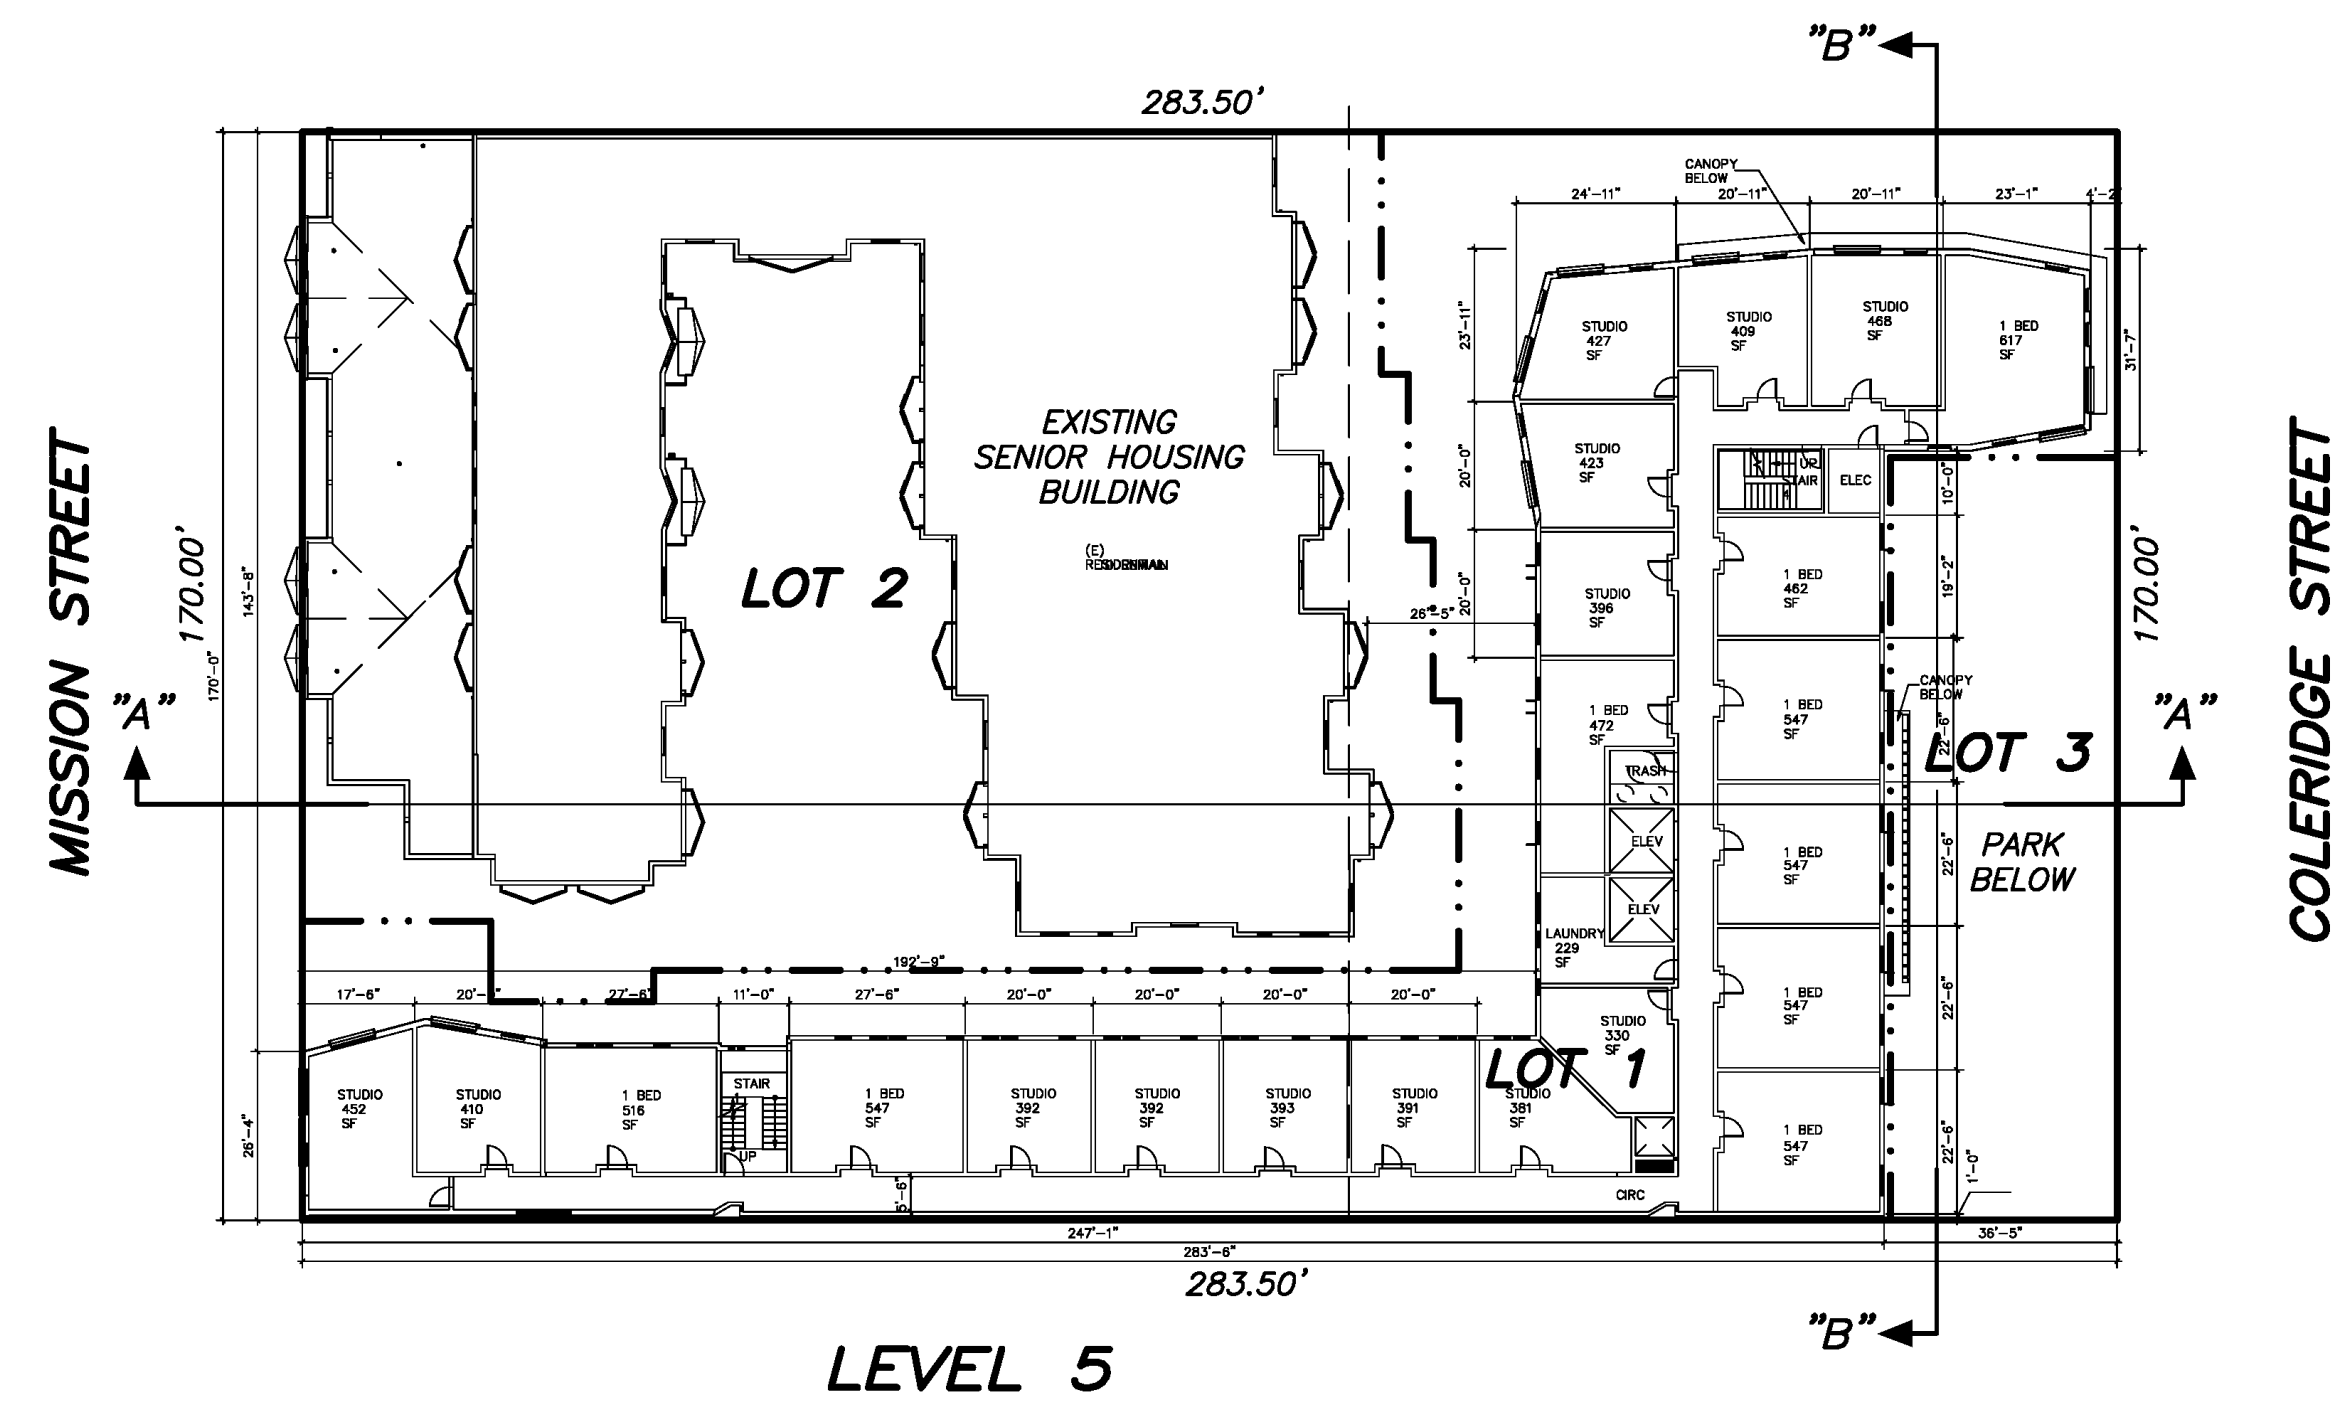 "B"
283.50'
CANOPY
BELOW
24'-11"
20'-11"
20'-11"
23'-1"
4'-2"
23'-11"
31'-7"
STUDIO
427
SF
STUDIO
409
SF
STUDIO
468
SF
1 BED
617
SF
EXISTING
SENIOR HOUSING
BUILDING
(E)
LOT 2
MISSION STREET
170.00'
170'-0"
143'-8"
26'-4"
"A"
20'-0"
STUDIO
423
SF
UP
STAIR
4
ELEC
10'-0"
19'-2"
20'-0"
26'-5"
STUDIO
396
SF
1 BED
462
SF
1 BED
472
SF
1 BED
547
SF
CANOPY
BELOW
22'-6"
LOT 3
170.00'
COLERIDGE STREET
"A"
TRASH
ELEV
ELEV
1 BED
547
SF
22'-6"
PARK
BELOW
LAUNDRY
229
SF
1 BED
547
SF
22'-6"
192'-9"
17'-6"
27'-6"
11'-0"
27'-6"
20'-0"
20'-0"
20'-0"
20'-0"
STUDIO
330
SF
LOT 1
STUDIO
452
SF
STUDIO
410
SF
1 BED
516
SF
STAIR
UP
1 BED
547
SF
STUDIO
392
SF
STUDIO
392
SF
STUDIO
393
SF
STUDIO
391
SF
STUDIO
381
SF
1 BED
547
SF
22'-6"
1'-0"
5'-6"
CIRC
247'-1"
36'-5"
283'-6"
283.50'
"B"
LEVEL 5